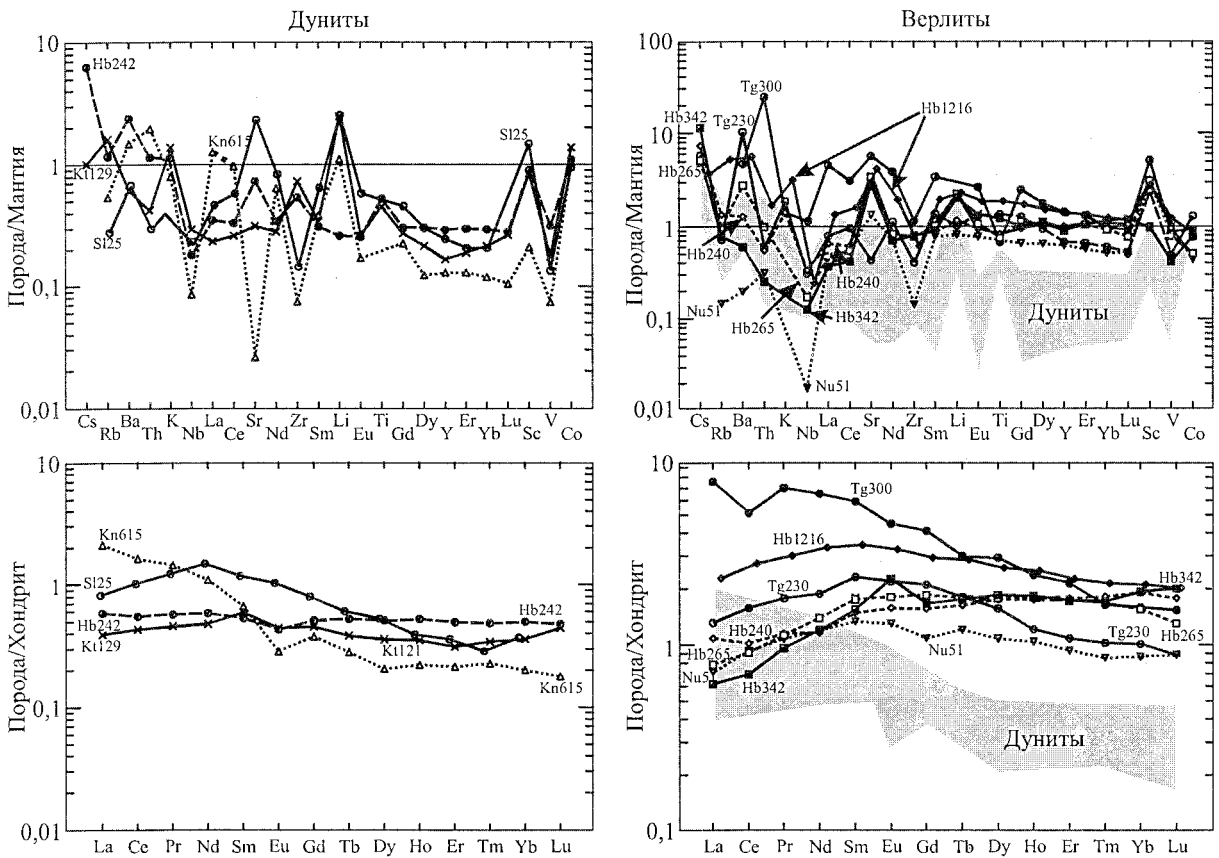 Дуниты
Верлиты
Порода/Мантия
10
1
0,1
0,01
Hb242
Kn615
Sl25
Kt129
Sl25
Cs Rb Ba Th K Nb La Ce Sr Nd Zr Sm Li Eu Ti Gd Dy Y Er Yb Lu Sc V Co
Порода/Мантия
100
10
1
0,1
0,01
Tg300
Hb1216
Hb342
Tg230
Hb265
Hb240
Hb240
Nu51
Hb265
Hb342
Дуниты
Nu51
Cs Rb Ba Th K Nb La Ce Sr Nd Zr Sm Li Eu Ti Gd Dy Y Er Yb Lu Sc V Co
Порода/Хондрит
10
1
0,1
0,01
Kn615
Sl25
Hb242
Hb242
Kt129
Kt121
Kn615
La Ce Pr Nd Sm Eu Gd Tb Dy Ho Er Tm Yb Lu
Порода/Хондрит
10
1
0,1
Tg300
Hb1216
Hb342
Tg230
Hb240
Tg230
Hb265
Hb265
Nu51
Nu51
Hb342
Дуниты
La Ce Pr Nd Sm Eu Gd Tb Dy Ho Er Tm Yb Lu